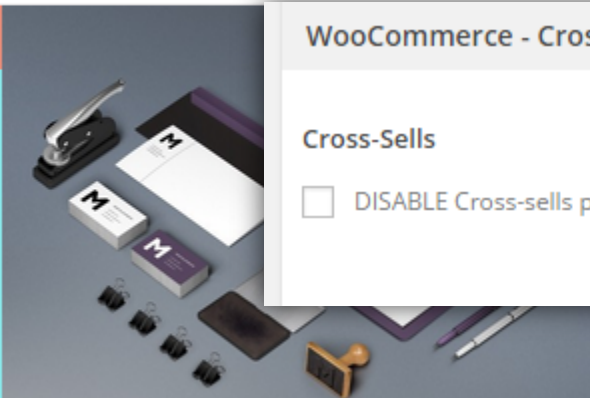 WooCommerce - Cros
Cross-Sells
DISABLE Cross-sells p
M
M
M